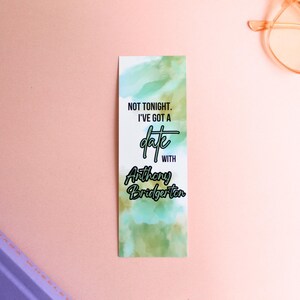 NOT TONIGHT,
I'VE GOT A
date
WITH
Anthony
Bridgerton